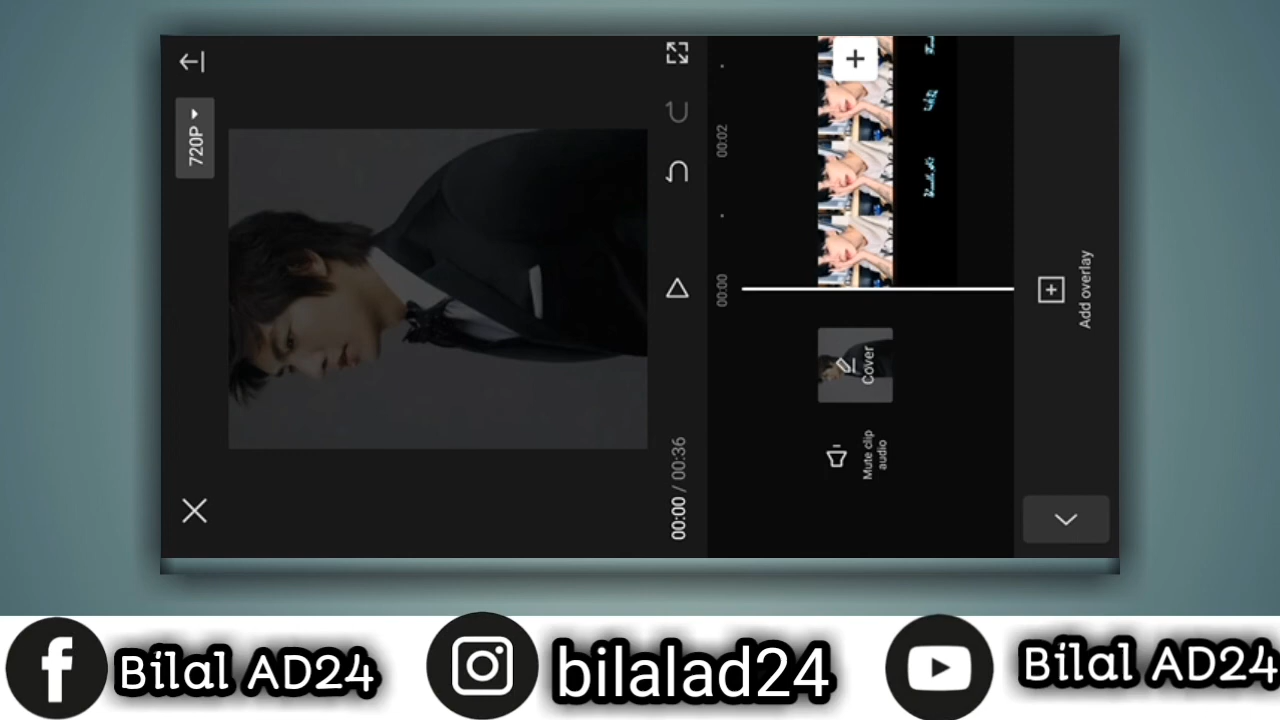 720P
00:00 / 00:36
00:00
00:02
Cover
Mute clip
audio
Add overlay
Bilal AD24
bilalad24
Bilal AD24